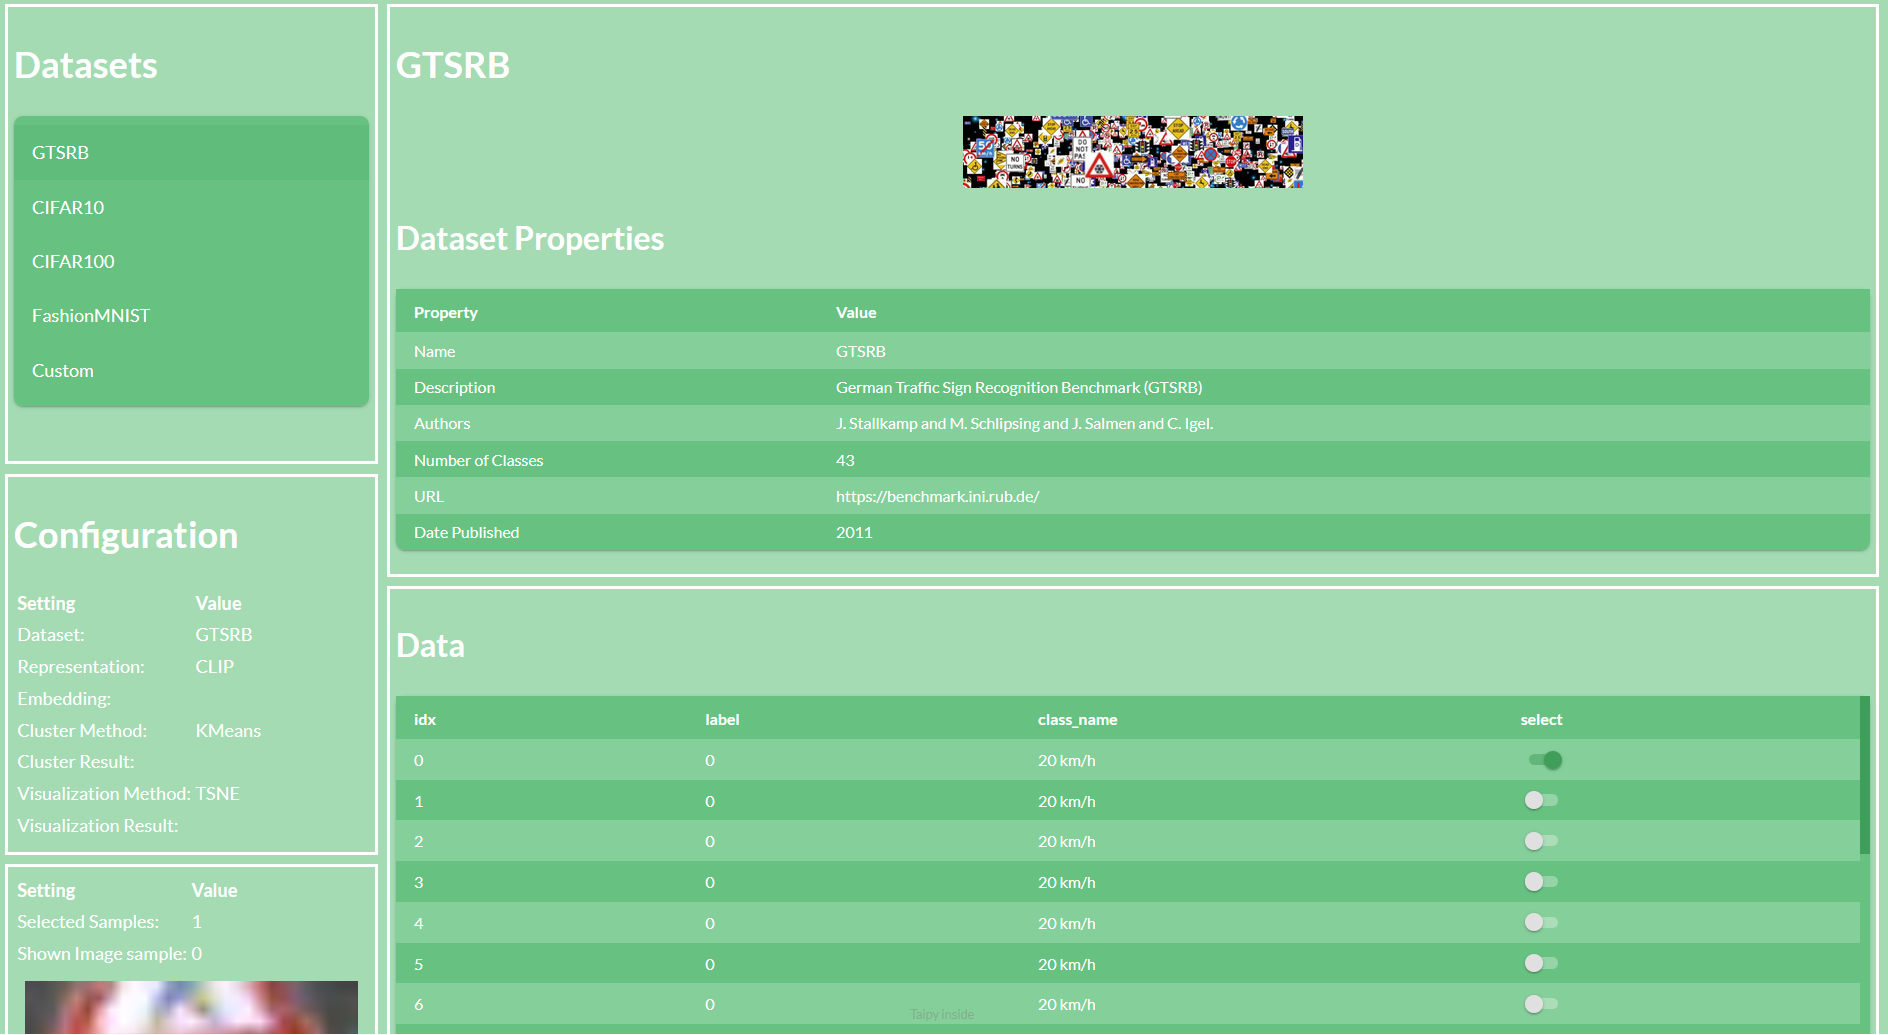 Datasets
GTSRB
CIFAR10
CIFAR100
FashionMNIST
Custom
Configuration
Setting Value
Dataset: GTSRB
Representation: CLIP
Embedding:
Cluster Method: KMeans
Cluster Result:
Visualization Method: TSNE
Visualization Result:
Setting Value
Selected Samples: 1
Shown Image sample: 0
GTSRB
DO NOT
NO TURNS
NO
Dataset Properties
Property Value
Name GTSRB
Description German Traffic Sign Recognition Benchmark (GTSRB)
Authors J. Stallkamp and M. Schlipsing and J. Salmen and C. Igel.
Number of Classes 43
URL https://benchmark.ini.rub.de/
Date Published 2011
Data
idx label class_name select
0 0 20 km/h
1 0 20 km/h
2 0 20 km/h
3 0 20 km/h
4 0 20 km/h
5 0 20 km/h
6 0 20 km/h
Taipy inside